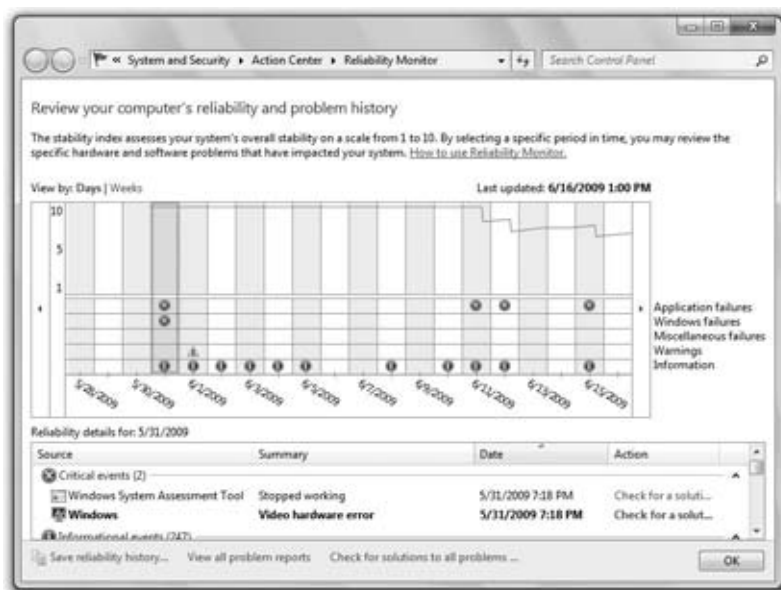 « System and Security ▸ Action Center ▸ Reliability Monitor
Search Control Panel
Review your computer's reliability and problem history
The stability index assesses your system's overall stability on a scale from 1 to 10. By selecting a specific period in time, you may review the
specific hardware and software problems that have impacted your system. How to use Reliability Monitor.
View by: Days | Weeks
Last updated: 6/16/2009 1:00 PM
10
5
1
Application failures
Windows failures
Miscellaneous failures
Warnings
Information
5/28/2009
5/30/2009
6/1/2009
6/3/2009
6/5/2009
6/7/2009
6/9/2009
6/11/2009
6/13/2009
6/15/2009
Reliability details for: 5/31/2009
Source Summary Date Action
Critical events (2)
Windows System Assessment Tool Stopped working 5/31/2009 7:18 PM Check for a soluti...
Windows Video hardware error 5/31/2009 7:18 PM Check for a solut...
Informational events (247)
Save reliability history... View all problem reports Check for solutions to all problems ...
OK